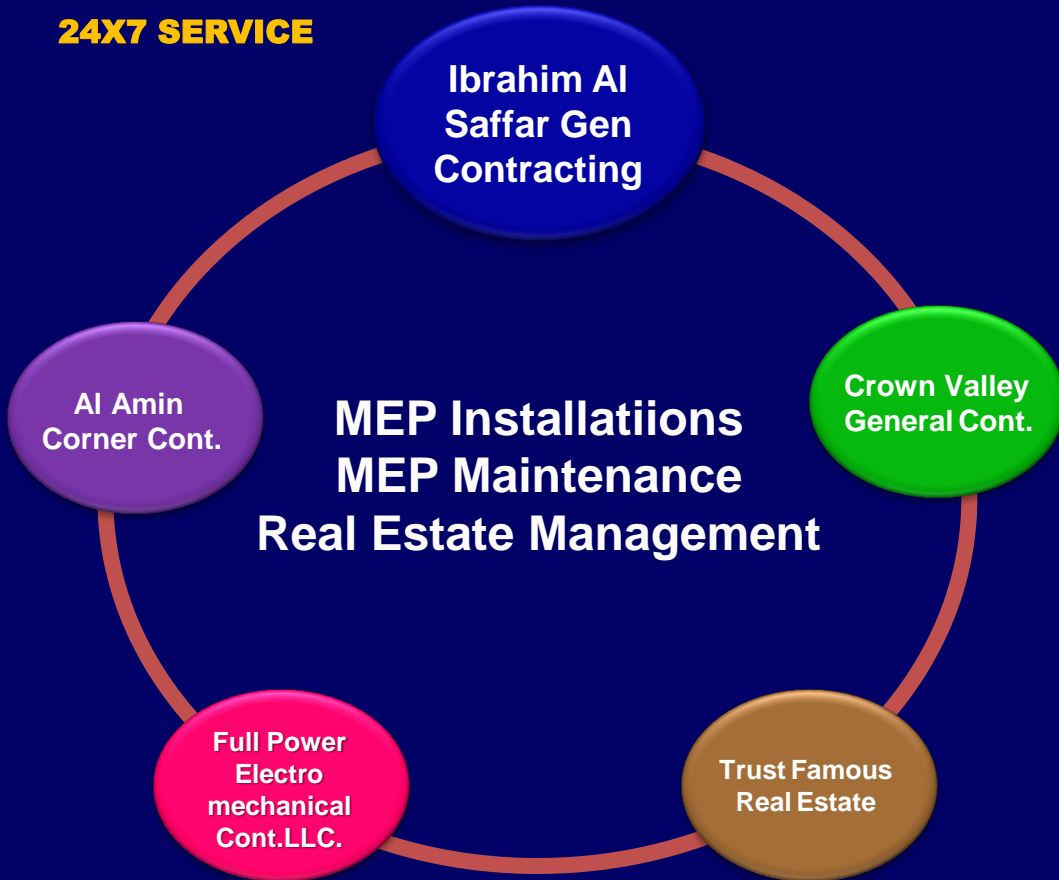 24X7 SERVICE
Ibrahim Al
Saffar Gen
Contracting
Al Amin
Corner Cont.
Crown Valley
General Cont.
MEP Installatiions
MEP Maintenance
Real Estate Management
Full Power
Electro
mechanical
Cont.LLC.
Trust Famous
Real Estate